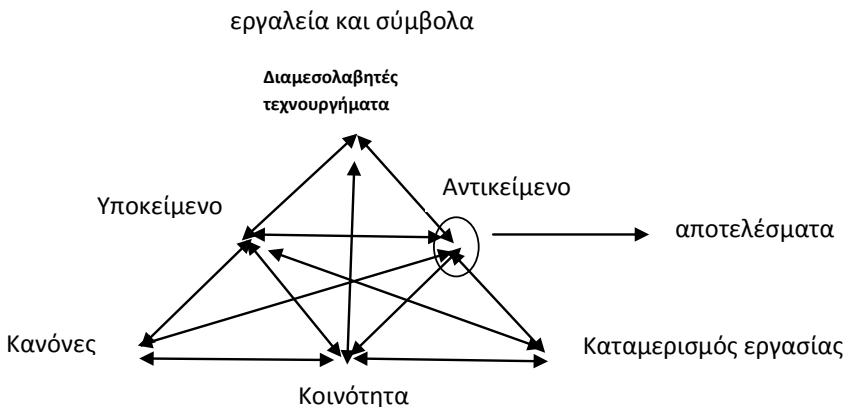 εργαλεία και σύμβολα
Διαμεσολαβητές
τεχνουργήματα
Αντικείμενο
Υποκείμενο
αποτελέσματα
Κανόνες
Καταμερισμός εργασίας
Κοινότητα